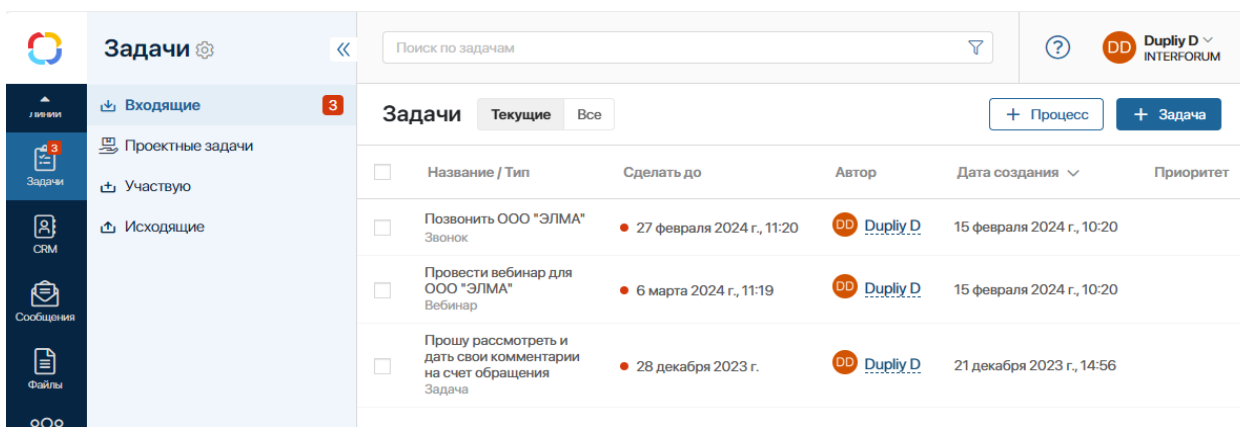 Задачи
Поиск по задачам
DD
Dupliy D
INTERFORUM
линии
3
Задачи
CRM
Сообщения
Файлы
Входящие 3
Проектные задачи
Участвую
Исходящие
Задачи Текущие Все + Процесс + Задача
Название / Тип Сделать до Автор Дата создания Приоритет
Позвонить ООО "ЭЛМА"
Звонок
27 февраля 2024 г., 11:20 DD Dupliy D 15 февраля 2024 г., 10:20
Провести вебинар для
ООО "ЭЛМА"
Вебинар
6 марта 2024 г., 11:19 DD Dupliy D 15 февраля 2024 г., 10:20
Прошу рассмотреть и
дать свои комментарии
на счет обращения
Задача
28 декабря 2023 г. DD Dupliy D 21 декабря 2023 г., 14:56